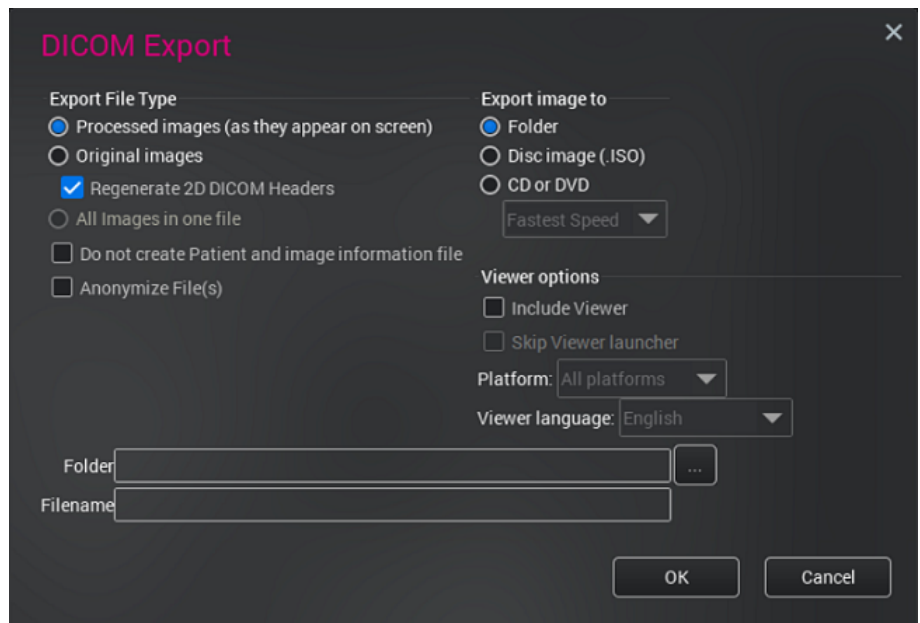 DICOM Export
Export File Type
Processed images (as they appear on screen)
Original images
Regenerate 2D DICOM Headers
All Images in one file
Do not create Patient and image information file
Anonymize File(s)
Export image to
Folder
Disc image (.ISO)
CD or DVD
Fastest Speed
Viewer options
Include Viewer
Skip Viewer launcher
Platform: All platforms
Viewer language: English
Folder ...
Filename
OK Cancel